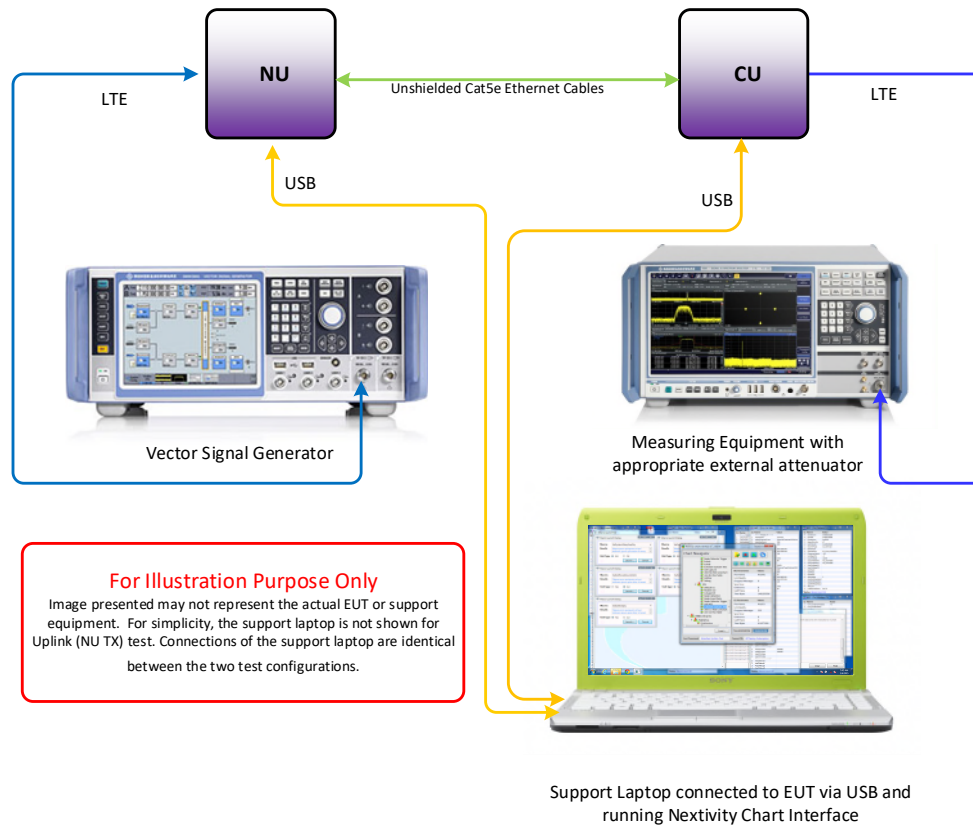 NU
CU
LTE
Unshielded Cat5e Ethernet Cables
LTE
USB
USB
Vector Signal Generator
Measuring Equipment with
appropriate external attenuator
For Illustration Purpose Only
Image presented may not represent the actual EUT or support
equipment. For simplicity, the support laptop is not shown for
Uplink (NU TX) test. Connections of the support laptop are identical
between the two test configurations.
SONY
Support Laptop connected to EUT via USB and
running Nextivity Chart Interface